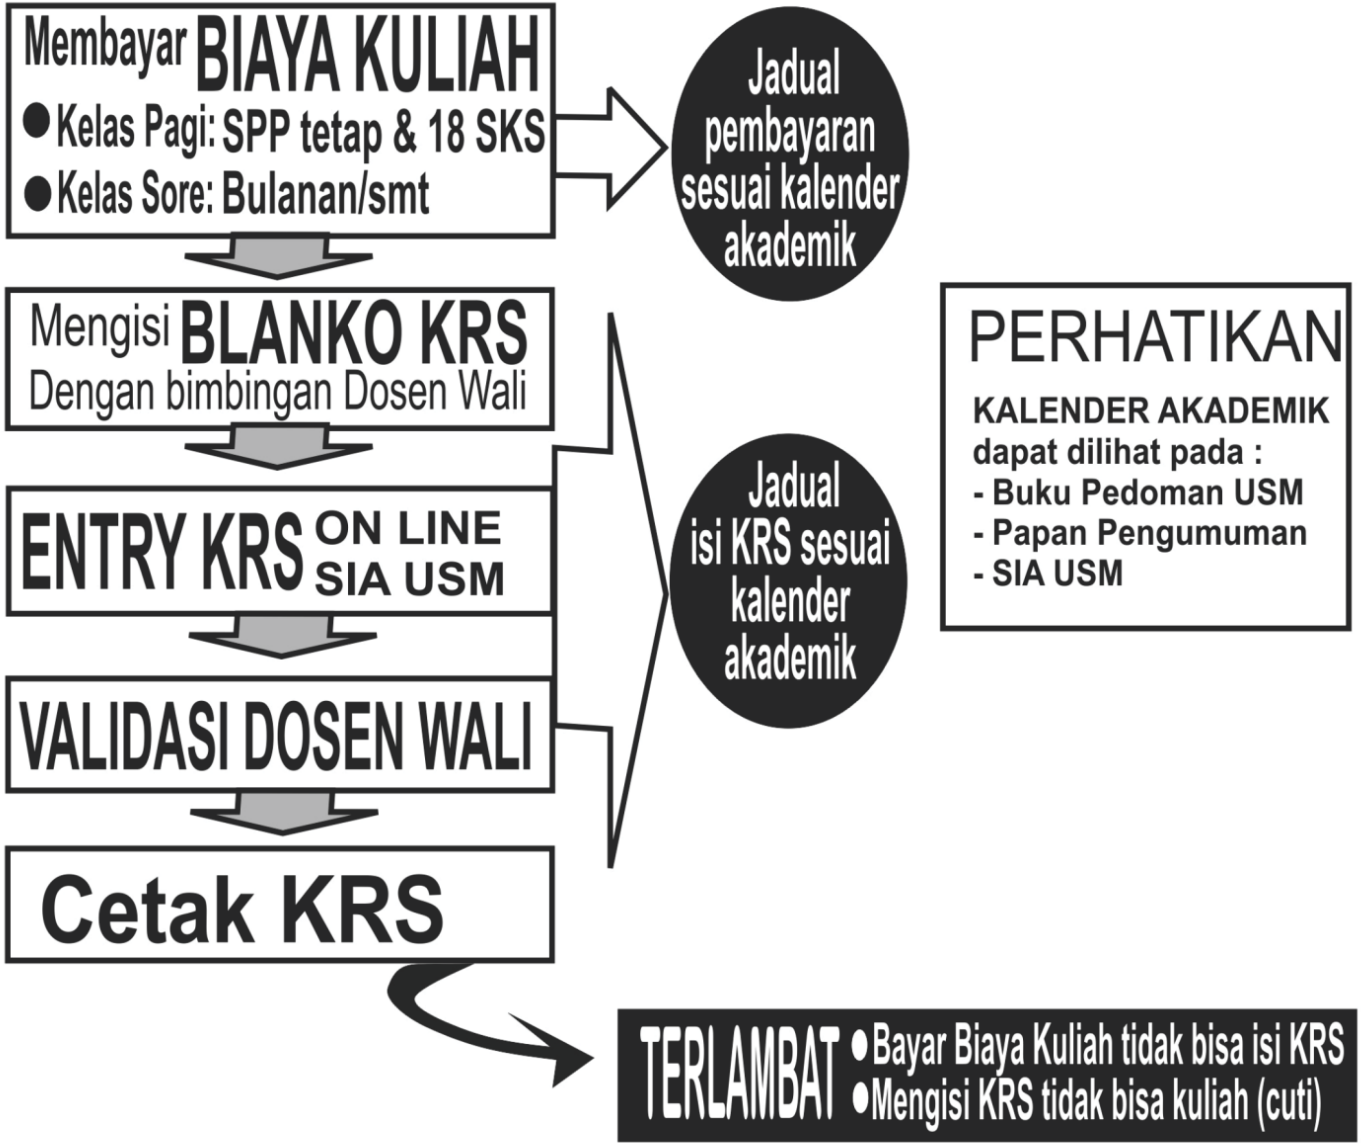 Membayar BIAYA KULIAH
● Kelas Pagi: SPP tetap & 18 SKS
● Kelas Sore: Bulanan/smt
Jadual
pembayaran
sesuai kalender
akademik
Mengisi BLANKO KRS
Dengan bimbingan Dosen Wali
ENTRY KRS ON LINE
SIA USM
VALIDASI DOSEN WALI
Cetak KRS
Jadual
isi KRS sesuai
kalender
akademik
PERHATIKAN
KALENDER AKADEMIK
dapat dilihat pada :
- Buku Pedoman USM
- Papan Pengumuman
- SIA USM
TERLAMBAT ● Bayar Biaya Kuliah tidak bisa isi KRS
● Mengisi KRS tidak bisa kuliah (cuti)